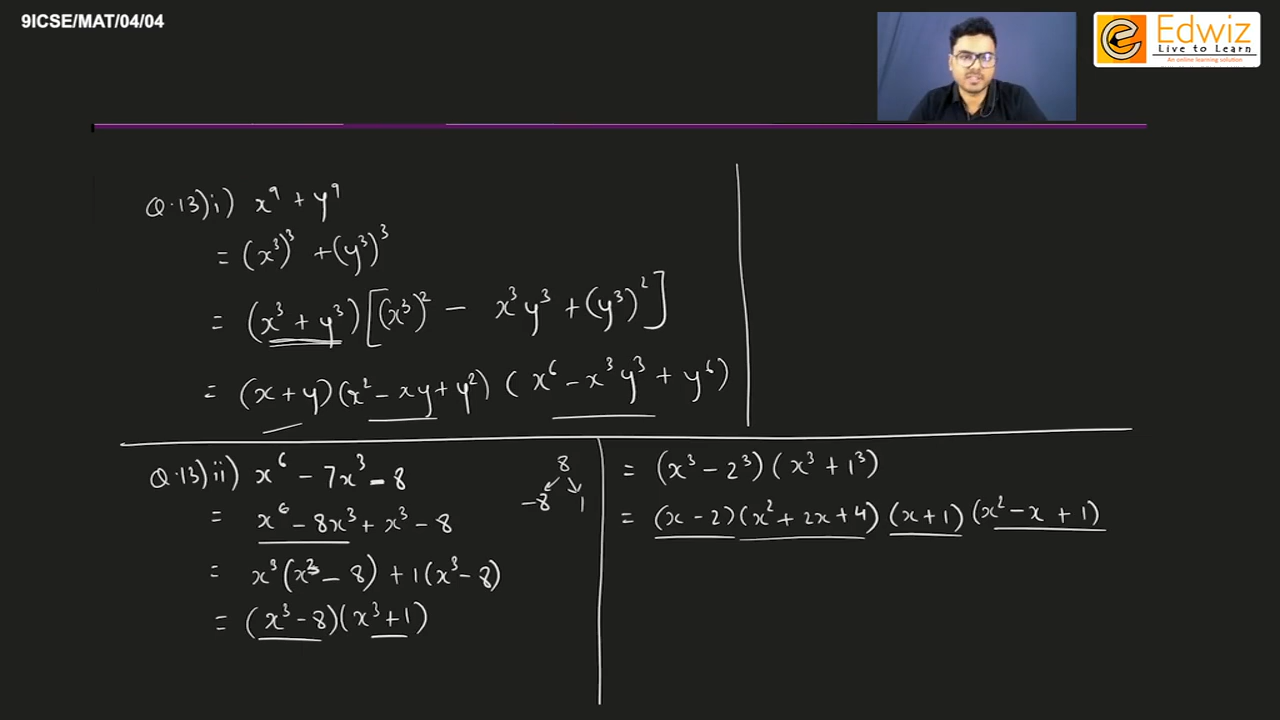 9ICSE/MAT/04/04
Edwiz
Live to Learn
An online learning solution
Q.13)i) x⁹ + y⁹
= (x³)³ + (y³)³
= (x³ + y³)[(x³)² - x³y³ + (y³)²]
= (x + y)(x² - xy + y²) (x⁶ - x³y³ + y⁶)
Q.13)ii) x⁶ - 7x³ - 8
= x⁶ - 8x³ + x³ - 8
= x³(x³ - 8) + 1(x³ - 8)
= (x³ - 8)(x³ + 1)
8
-8 1
= (x³ - 2³)(x³ + 1³)
= (x - 2)(x² + 2x + 4)(x + 1)(x² - x + 1)